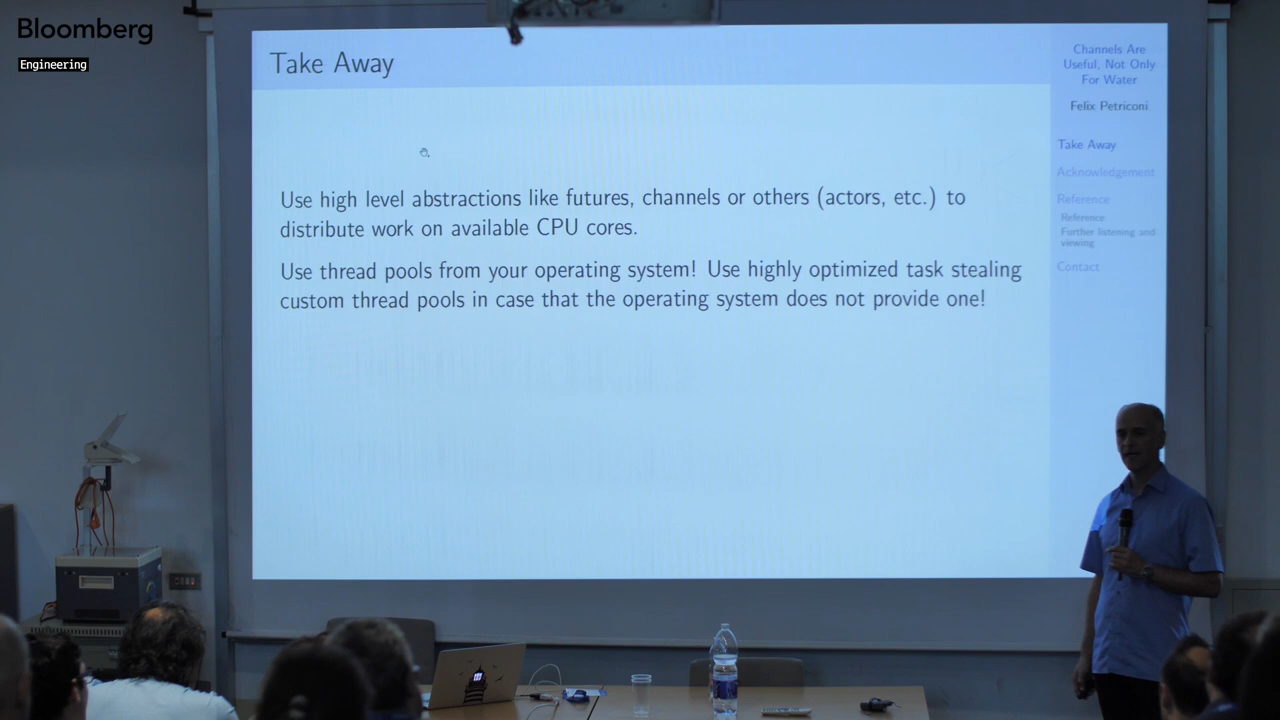 Bloomberg
Engineering
Take Away
Use high level abstractions like futures, channels or others (actors, etc.) to
distribute work on available CPU cores.
Use thread pools from your operating system! Use highly optimized task stealing
custom thread pools in case that the operating system does not provide one!
Channels Are
Useful, Not Only
For Water
Felix Petriconi
Take Away
Acknowledgement
Reference
Reference
Further listening and
viewing
Contact